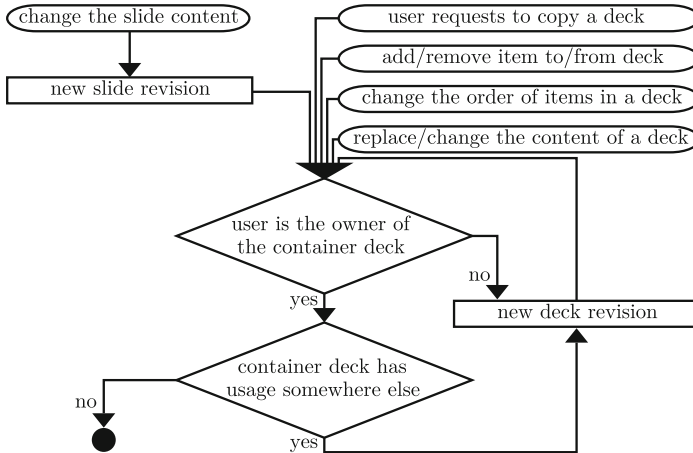 change the slide content
user requests to copy a deck
add/remove item to/from deck
new slide revision
change the order of items in a deck
replace/change the content of a deck
user is the owner of
the container deck
no
yes
new deck revision
container deck has
usage somewhere else
no
yes